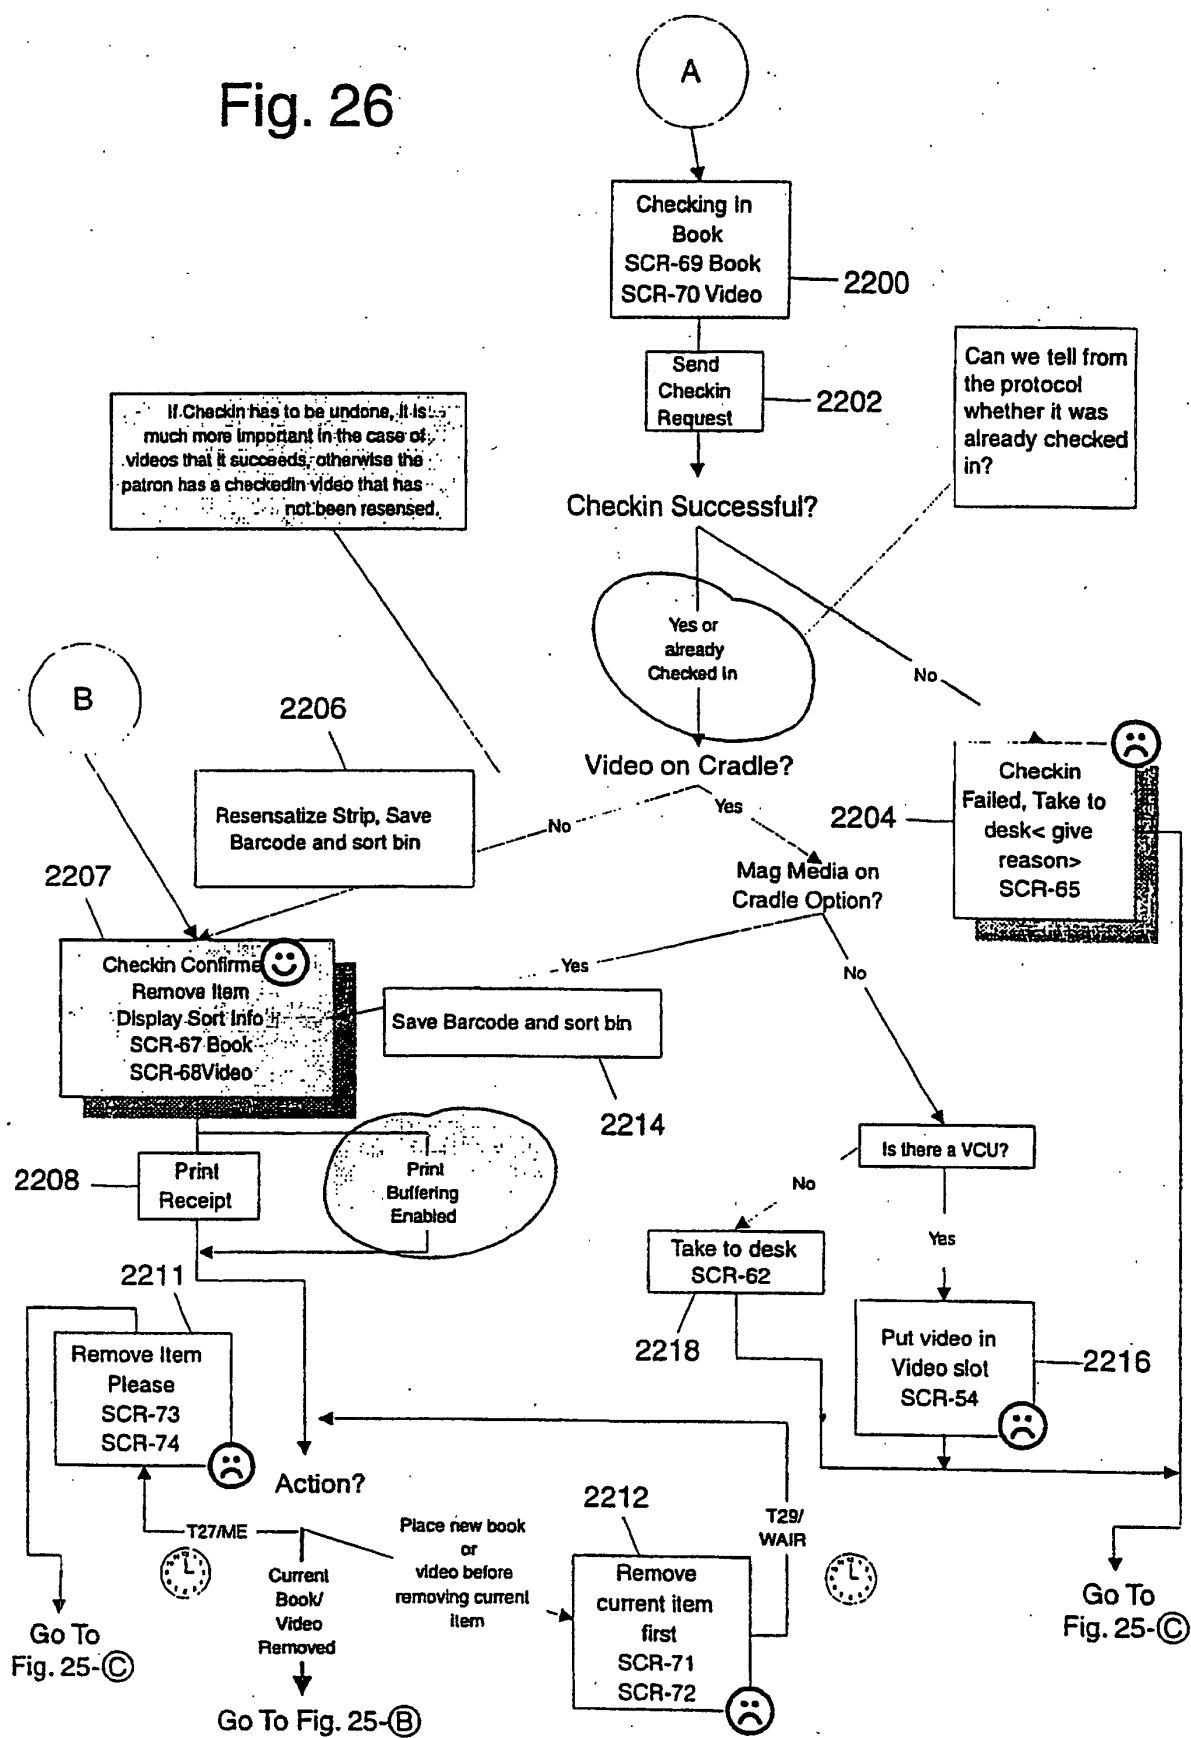 Fig. 26
A
Checking In
Book
SCR-69 Book
SCR-70 Video
2200
Send
Checkin
Request
2202
Can we tell from
the protocol
whether it was
already checked
in?
If Checkin has to be undone, it is
much more important in the case of
videos that it succeeds, otherwise the
patron has a checkedin video that has
not been resensed.
Checkin Successful?
Yes or
already
Checked In
No
B
2206
Resensatize Strip, Save
Barcode and sort bin
Video on Cradle?
No
Yes
2204
Checkin
Failed, Take to
desk< give
reason>
SCR-65
Mag Media on
Cradle Option?
Yes
No
2207
Checkin Confirme
Remove Item
Display Sort Info
SCR-67 Book
SCR-68Video
Save Barcode and sort bin
2214
Is there a VCU?
No
Yes
2208
Print
Receipt
Print
Buffering
Enabled
Take to desk
SCR-62
2218
Put video in
Video slot
SCR-54
2216
2211
Remove Item
Please
SCR-73
SCR-74
Action?
T27/ME
Current
Book/
Video
Removed
Place new book
or
video before
removing current
item
2212
Remove
current item
first
SCR-71
SCR-72
T29/
WAIR
Go To
Fig. 25-C
Go To Fig. 25-B
Go To
Fig. 25-C